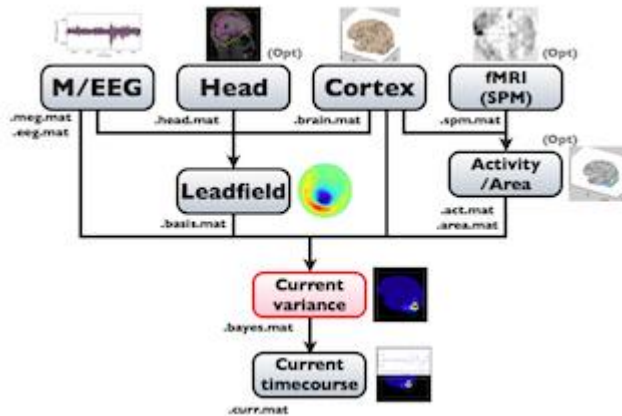 (Opt)
M/EEG
Head
Cortex
fMRI
(SPM)
.meg.mat
.eeg.mat
.head.mat
.brain.mat
.spm.mat
(Opt)
Leadfield
Activity
/Area
.basis.mat
.act.mat
.area.mat
Current
variance
.bayes.mat
Current
timecourse
.curr.mat